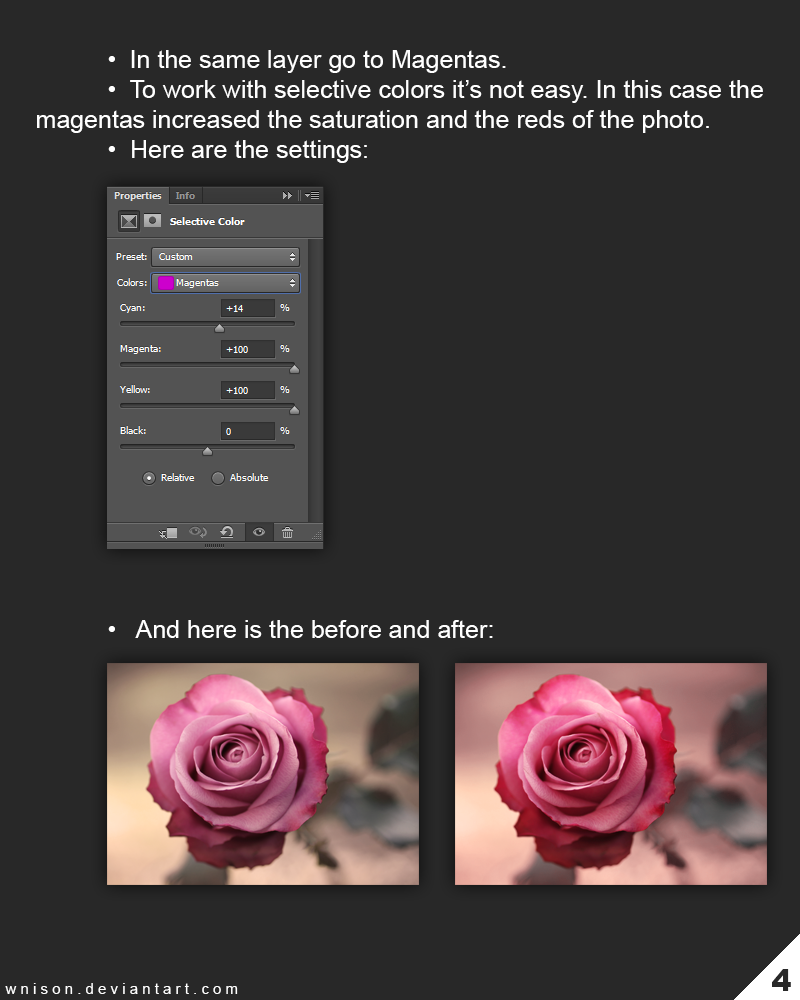 • In the same layer go to Magentas.
• To work with selective colors it’s not easy. In this case the
magentas increased the saturation and the reds of the photo.
• Here are the settings:
Properties Info
Selective Color
Preset: Custom
Colors: Magentas
Cyan: +14 %
Magenta: +100 %
Yellow: +100 %
Black: 0 %
Relative Absolute
• And here is the before and after:
wnison.deviantart.com
4